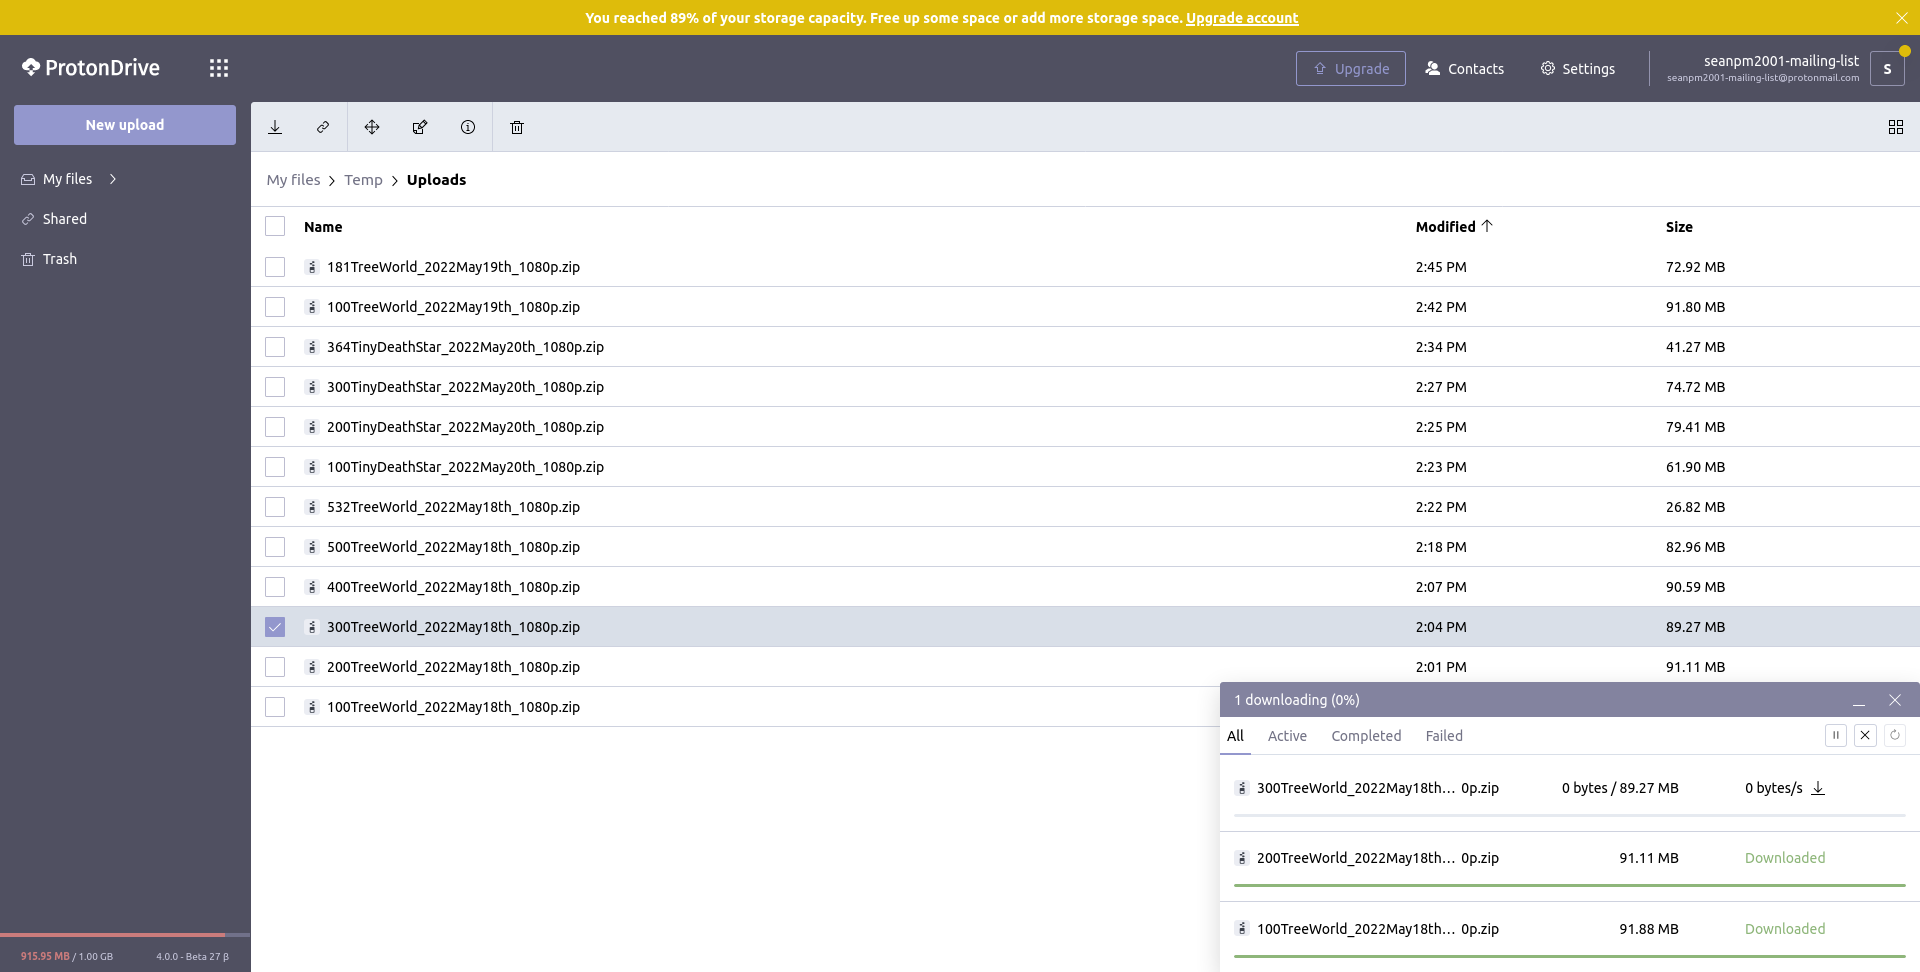 You reached 89% of your storage capacity. Free up some space or add more storage space. Upgrade account
ProtonDrive
Upgrade
Contacts
Settings
seanpm2001-mailing-list
seanpm2001-mailing-list@protonmail.com
S
New upload
My files
Shared
Trash
My files > Temp > Uploads
Name Modified Size
181TreeWorld_2022May19th_1080p.zip 2:45 PM 72.92 MB
100TreeWorld_2022May19th_1080p.zip 2:42 PM 91.80 MB
364TinyDeathStar_2022May20th_1080p.zip 2:34 PM 41.27 MB
300TinyDeathStar_2022May20th_1080p.zip 2:27 PM 74.72 MB
200TinyDeathStar_2022May20th_1080p.zip 2:25 PM 79.41 MB
100TinyDeathStar_2022May20th_1080p.zip 2:23 PM 61.90 MB
532TreeWorld_2022May18th_1080p.zip 2:22 PM 26.82 MB
500TreeWorld_2022May18th_1080p.zip 2:18 PM 82.96 MB
400TreeWorld_2022May18th_1080p.zip 2:07 PM 90.59 MB
300TreeWorld_2022May18th_1080p.zip 2:04 PM 89.27 MB
200TreeWorld_2022May18th_1080p.zip 2:01 PM 91.11 MB
100TreeWorld_2022May18th_1080p.zip
1 downloading (0%)
All Active Completed Failed
300TreeWorld_2022May18th... 0p.zip 0 bytes / 89.27 MB 0 bytes/s
200TreeWorld_2022May18th... 0p.zip 91.11 MB Downloaded
100TreeWorld_2022May18th... 0p.zip 91.88 MB Downloaded
915.95 MB / 1.00 GB 4.0.0 - Beta 27 β